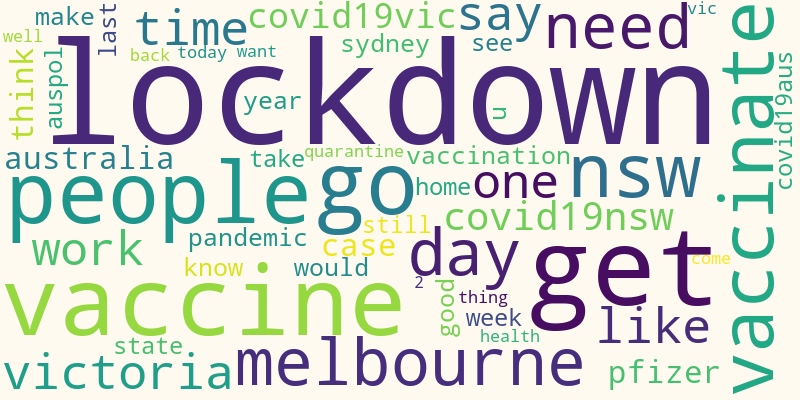 make
last
time
covid19vic
say
need
vic
well
think
auspol
back
today
want
sydney
see
lockdown
year
u
vaccinate
covid19aus
australia
take
quarantine
vaccination
people
go
home
one
nsw
still
covid19nsw
work
pandemic
case
day
get
come
know
would
2
vaccine
good
thing
week
health
like
state
victoria
melbourne
pfizer